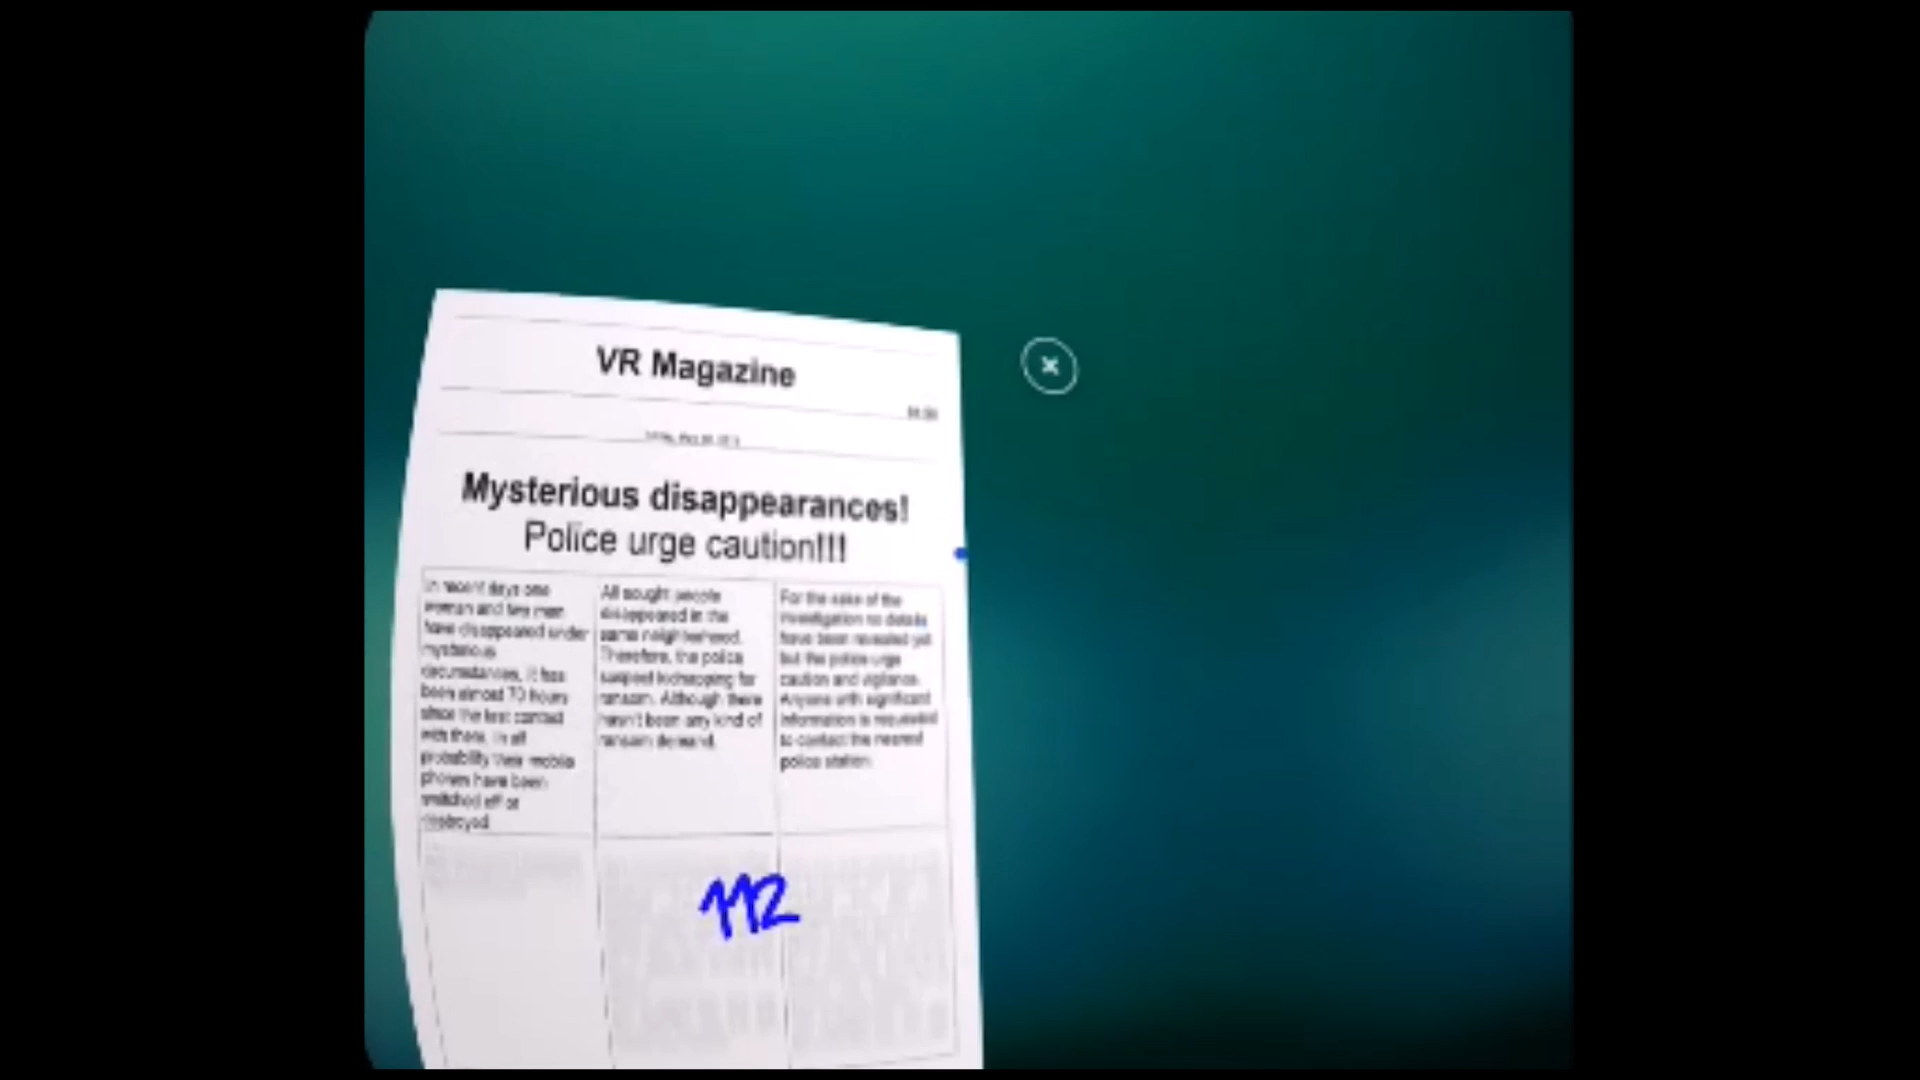 VR Magazine
Mysterious disappearances!
Police urge caution!!!
In recent days one
woman and two men
have disappeared under
mysterious
circumstances. It has
been almost 70 hours
since the last contact
with them. In all
probability their mobile
phones have been
switched off or
destroyed.
All sought people
disappeared in the
same neighborhood.
Therefore, the police
suspect kidnapping for
ransom. Although there
hasn't been any kind of
ransom demand.
For the sake of the
investigation no details
have been revealed yet
but the police urge
caution and vigilance.
Anyone with significant
information is requested
to contact the nearest
police station.
112